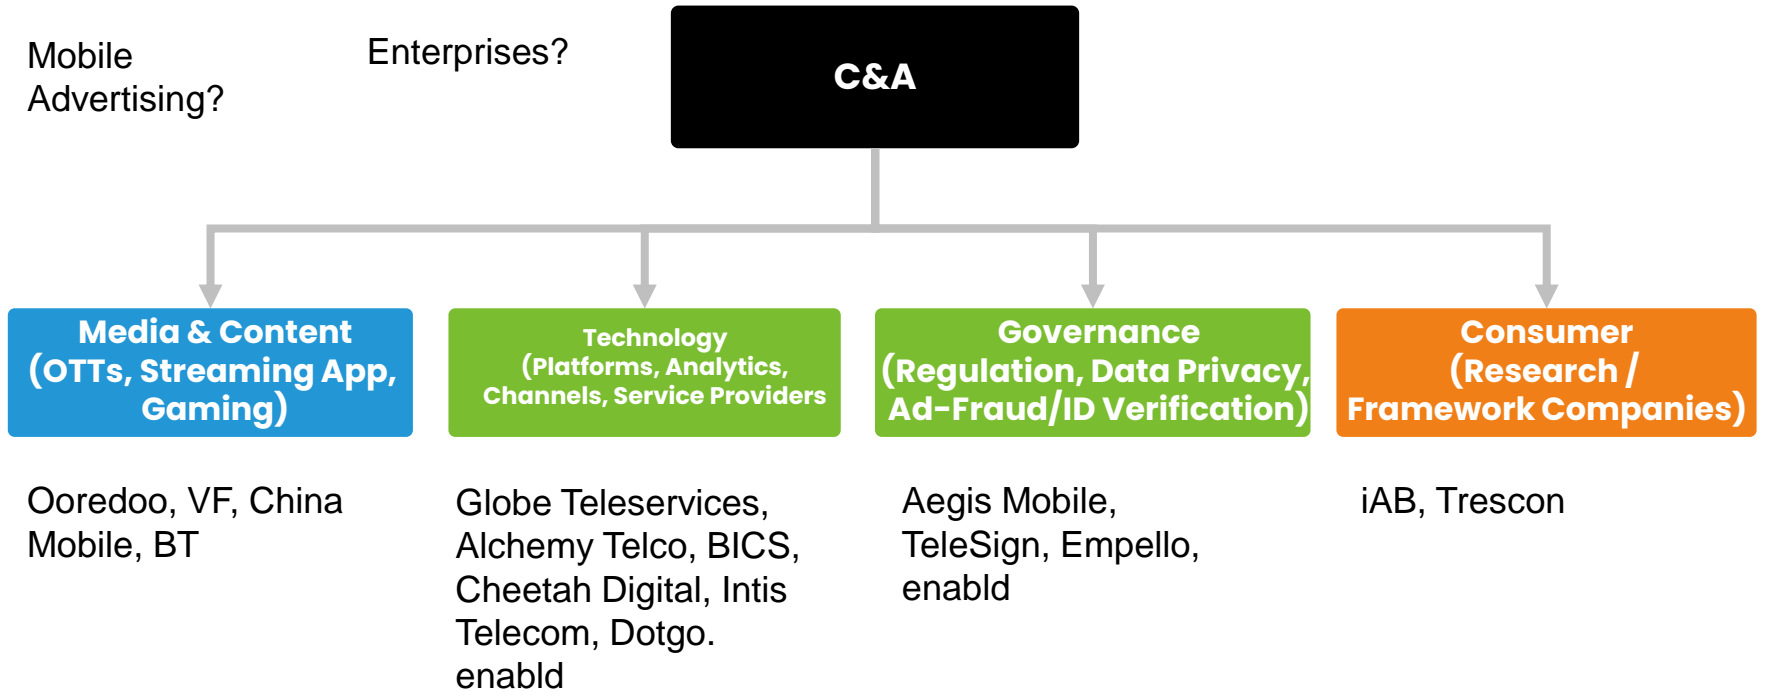 Mobile
Advertising?
Enterprises?
C&A
Media & Content
(OTTs, Streaming App,
Gaming)
Technology
(Platforms, Analytics,
Channels, Service Providers
Governance
(Regulation, Data Privacy,
Ad-Fraud/ID Verification)
Consumer
(Research /
Framework Companies)
Ooredoo, VF, China
Mobile, BT
Globe Teleservices,
Alchemy Telco, BICS,
Cheetah Digital, Intis
Telecom, Dotgo.
enabld
Aegis Mobile,
TeleSign, Empello,
enabld
iAB, Trescon